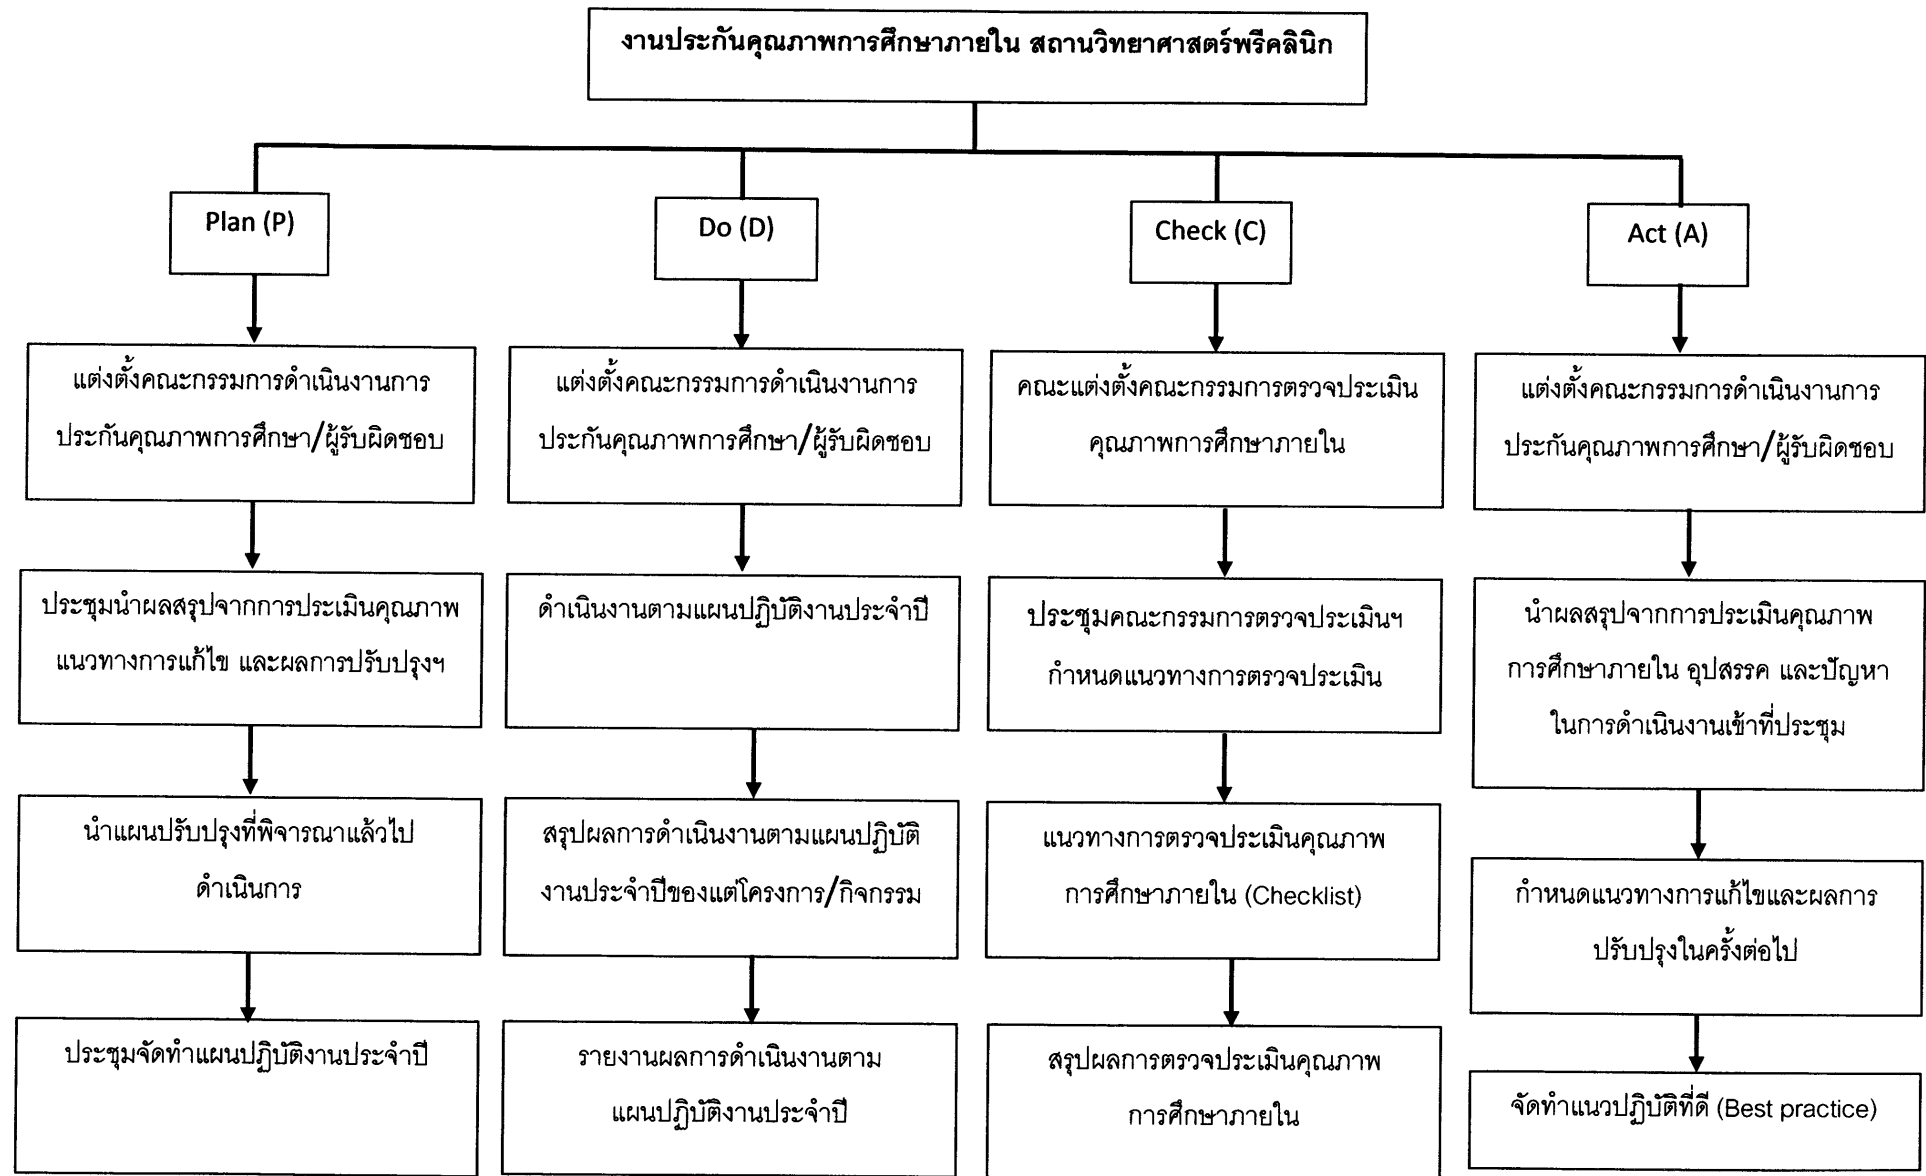 งานประกันคุณภาพการศึกษาภายใน สถานวิทยาศาสตร์พรีคลินิก
Plan (P)
แต่งตั้งคณะกรรมการดำเนินงานการ
ประกันคุณภาพการศึกษา/ผู้รับผิดชอบ
ประชุมนำผลสรุปจากการประเมินคุณภาพ
แนวทางการแก้ไข และผลการปรับปรุงฯ
นำแผนปรับปรุงที่พิจารณาแล้วไป
ดำเนินการ
ประชุมจัดทำแผนปฏิบัติงานประจำปี
Do (D)
แต่งตั้งคณะกรรมการดำเนินงานการ
ประกันคุณภาพการศึกษา/ผู้รับผิดชอบ
ดำเนินงานตามแผนปฏิบัติงานประจำปี
สรุปผลการดำเนินงานตามแผนปฏิบัติ
งานประจำปีของแต่โครงการ/กิจกรรม
รายงานผลการดำเนินงานตาม
แผนปฏิบัติงานประจำปี
Check (C)
คณะแต่งตั้งคณะกรรมการตรวจประเมิน
คุณภาพการศึกษาภายใน
ประชุมคณะกรรมการตรวจประเมินฯ
กำหนดแนวทางการตรวจประเมิน
แนวทางการตรวจประเมินคุณภาพ
การศึกษาภายใน (Checklist)
สรุปผลการตรวจประเมินคุณภาพ
การศึกษาภายใน
Act (A)
แต่งตั้งคณะกรรมการดำเนินงานการ
ประกันคุณภาพการศึกษา/ผู้รับผิดชอบ
นำผลสรุปจากการประเมินคุณภาพ
การศึกษาภายใน อุปสรรค และปัญหา
ในการดำเนินงานเข้าที่ประชุม
กำหนดแนวทางการแก้ไขและผลการ
ปรับปรุงในครั้งต่อไป
จัดทำแนวปฏิบัติที่ดี (Best practice)